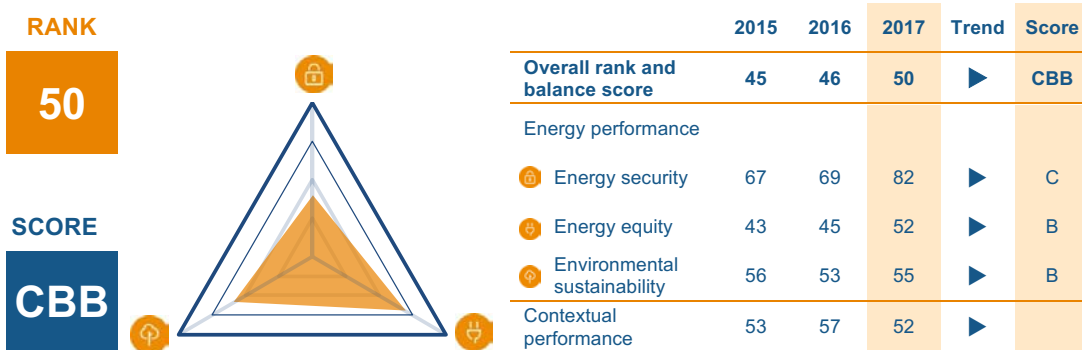 RANK
50
SCORE
CBB
2015 2016 2017 Trend Score
Overall rank and
balance score 45 46 50 CBB
Energy performance
Energy security 67 69 82 C
Energy equity 43 45 52 B
Environmental
sustainability 56 53 55 B
Contextual
performance 53 57 52